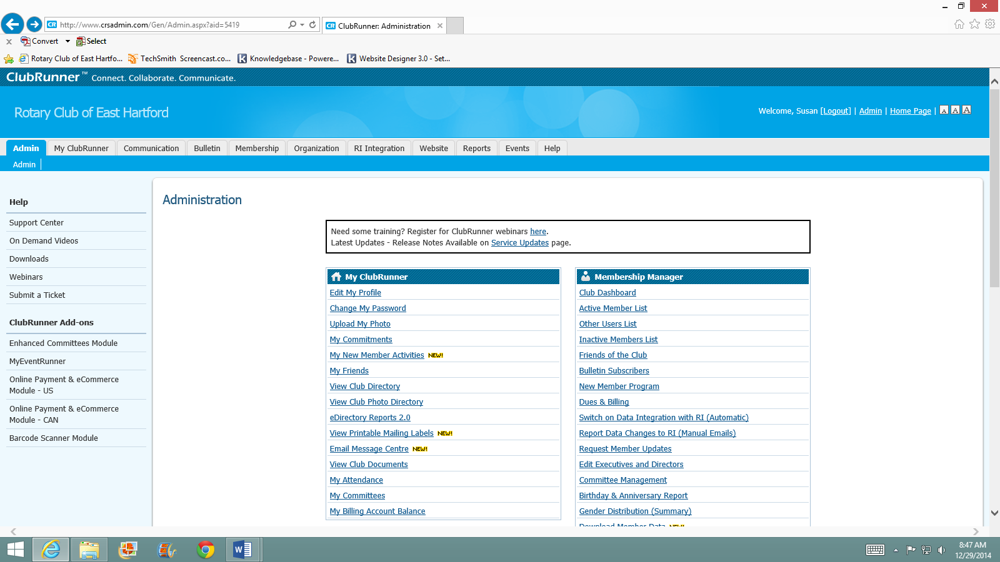 http://www.crsadmin.com/Gen/Admin.aspx?aid=5419
CR ClubRunner: Administration
x Convert Select
Rotary Club of East Hartfo... TechSmith Screencast.co... Knowledgebase - Powere... Website Designer 3.0 - Set...
ClubRunner™ Connect. Collaborate. Communicate.
Rotary Club of East Hartford
Welcome, Susan [Logout] | Admin | Home Page | A A A
Admin My ClubRunner Communication Bulletin Membership Organization RI Integration Website Reports Events Help
Admin
Help
Support Center
On Demand Videos
Downloads
Webinars
Submit a Ticket
ClubRunner Add-ons
Enhanced Committees Module
MyEventRunner
Online Payment & eCommerce
Module - US
Online Payment & eCommerce
Module - CAN
Barcode Scanner Module
Administration
Need some training? Register for ClubRunner webinars here.
Latest Updates - Release Notes Available on Service Updates page.
My ClubRunner
Edit My Profile
Change My Password
Upload My Photo
My Commitments
My New Member Activities NEW!
My Friends
View Club Directory
View Club Photo Directory
eDirectory Reports 2.0
View Printable Mailing Labels NEW!
Email Message Centre NEW!
View Club Documents
My Attendance
My Committees
My Billing Account Balance
Membership Manager
Club Dashboard
Active Member List
Other Users List
Inactive Members List
Friends of the Club
Bulletin Subscribers
New Member Program
Dues & Billing
Switch on Data Integration with RI (Automatic)
Report Data Changes to RI (Manual Emails)
Request Member Updates
Edit Executives and Directors
Committee Management
Birthday & Anniversary Report
Gender Distribution (Summary)
Download Member Data NEW!
8:47 AM
12/29/2014